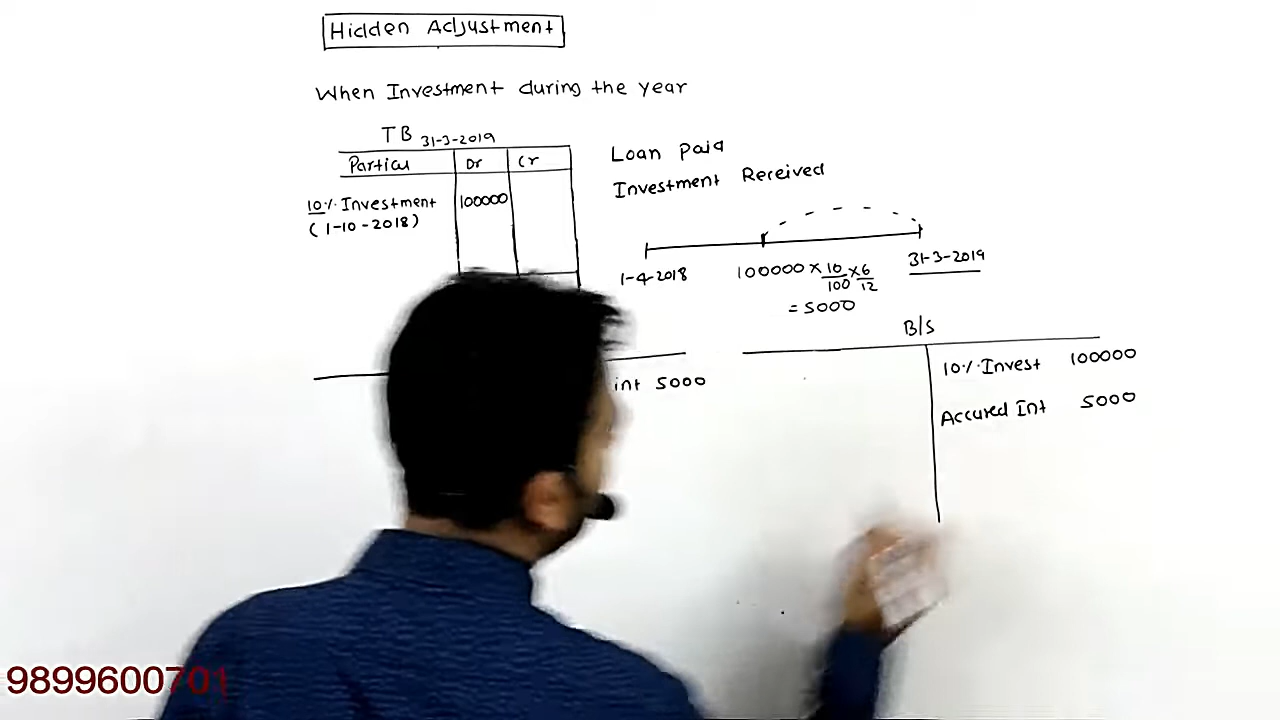 Hidden Adjustment
When Investment during the year
TB 31-3-2019
Particu Dr Cr
10% Investment 100000
(1-10-2018)
Loan Paid
Investment Received
1-4-2018
100000 × 10/100 × 6/12
31-3-2019
= 5000
B/S
int 5000
10% Invest 100000
Accured Int 5000
9899600701